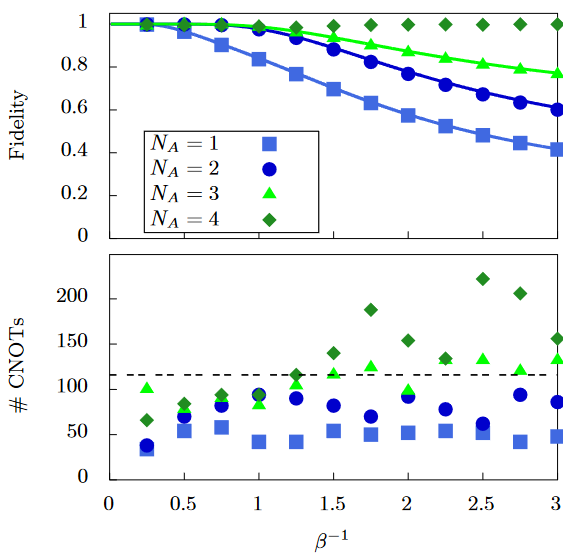 1
0.8
0.6
0.4
0.2
0
Fidelity
N_A = 1
N_A = 2
N_A = 3
N_A = 4
200
150
100
50
0
# CNOTs
0 0.5 1 1.5 2 2.5 3
β⁻¹